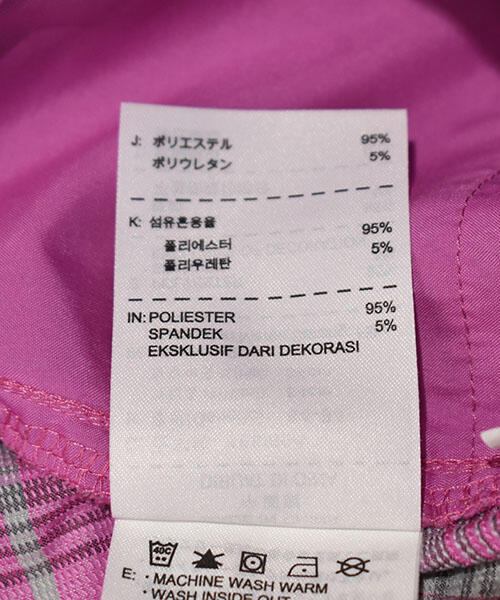 J: ポリエステル 95%
ポリウレタン 5%
K: 섬유혼용율
폴리에스터 95%
폴리우레탄 5%
IN: POLIESTER 95%
SPANDEK 5%
EKSKLUSIF DARI DEKORASI
40C
E: · MACHINE WASH WARM
· WASH INSIDE OUT